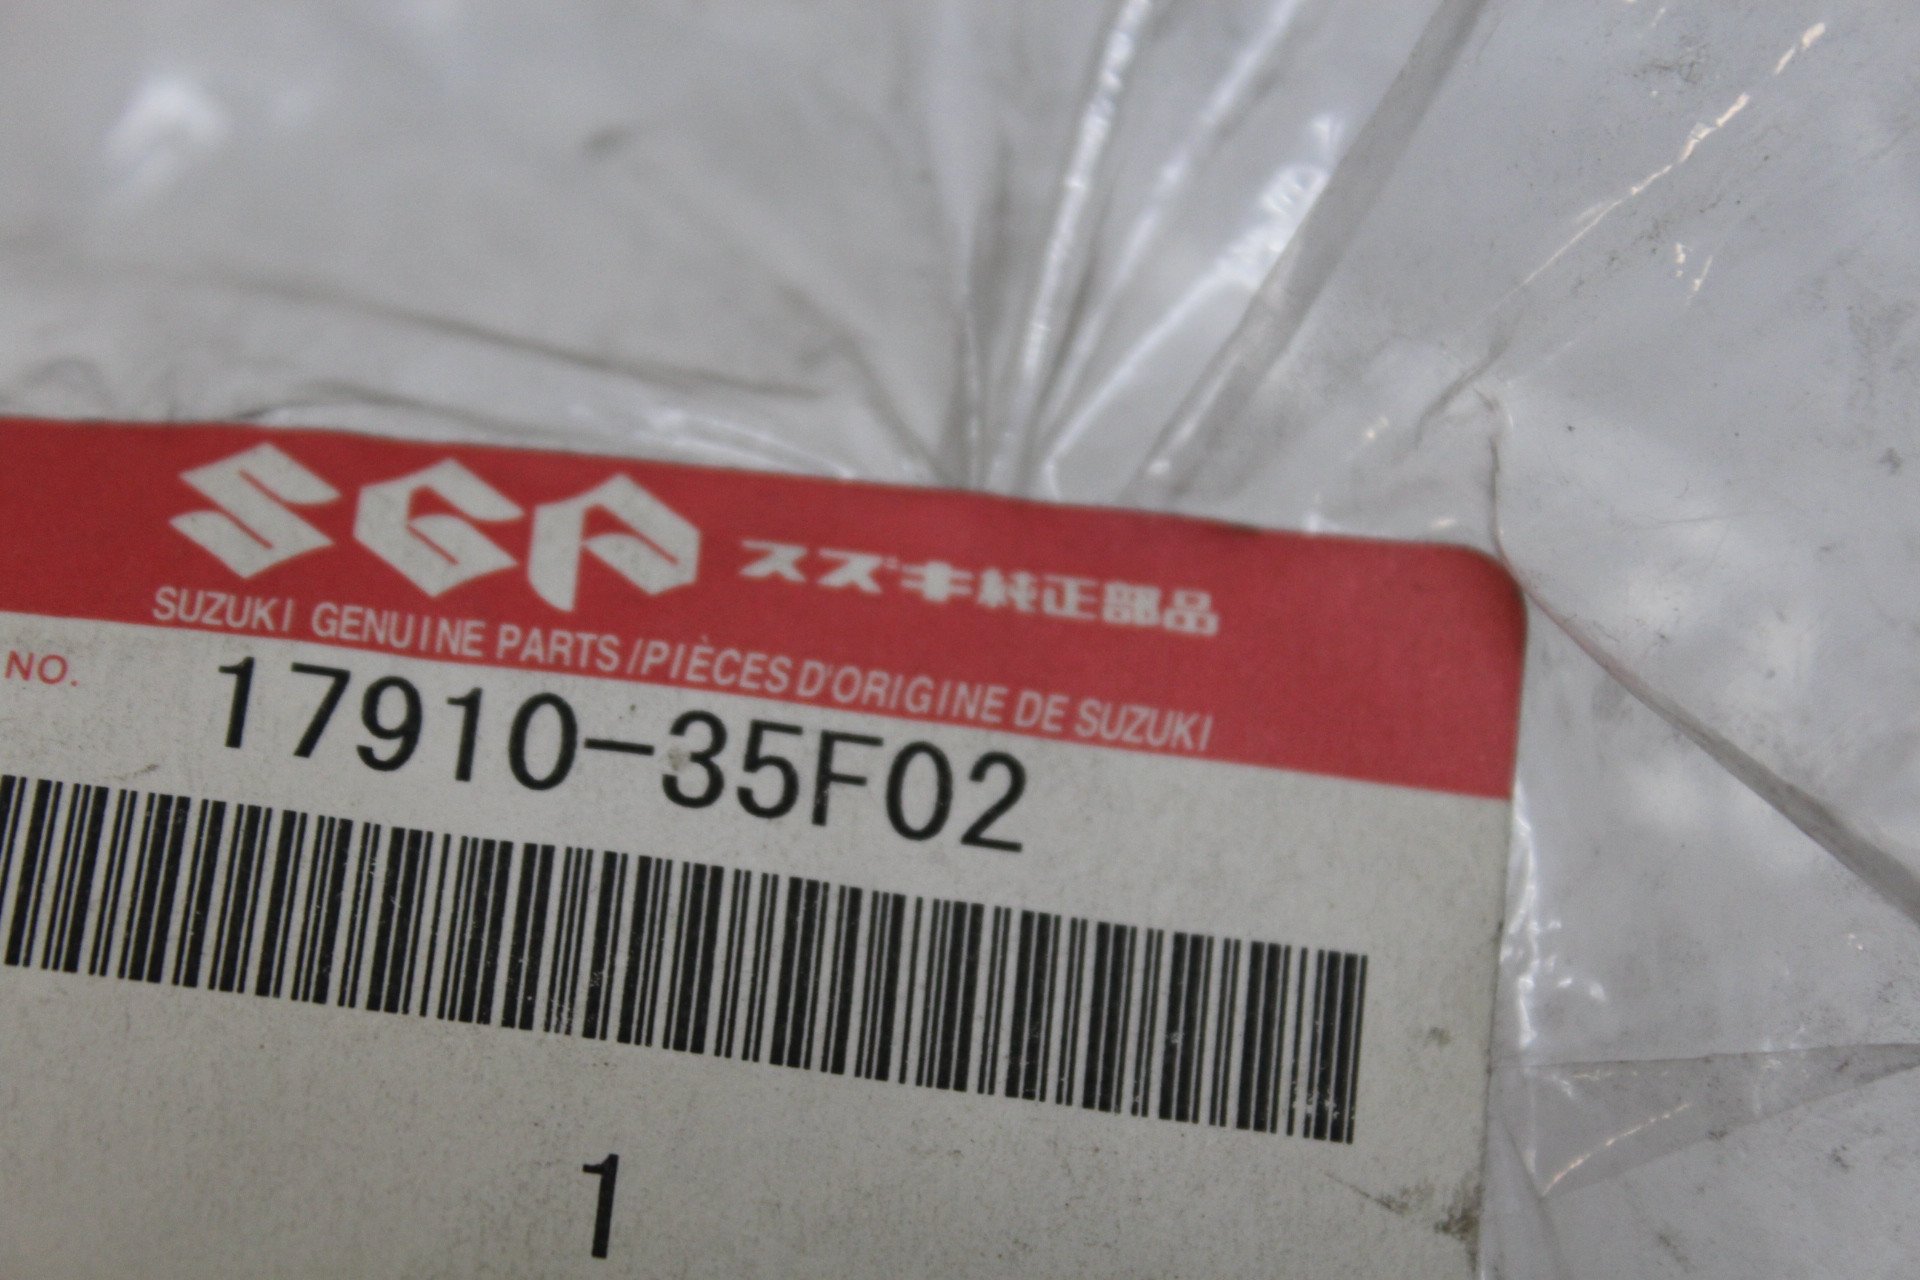 SGP スズキ純正部品
SUZUKI GENUINE PARTS/PIÈCES D'ORIGINE DE SUZUKI
NO. 17910-35F02
1